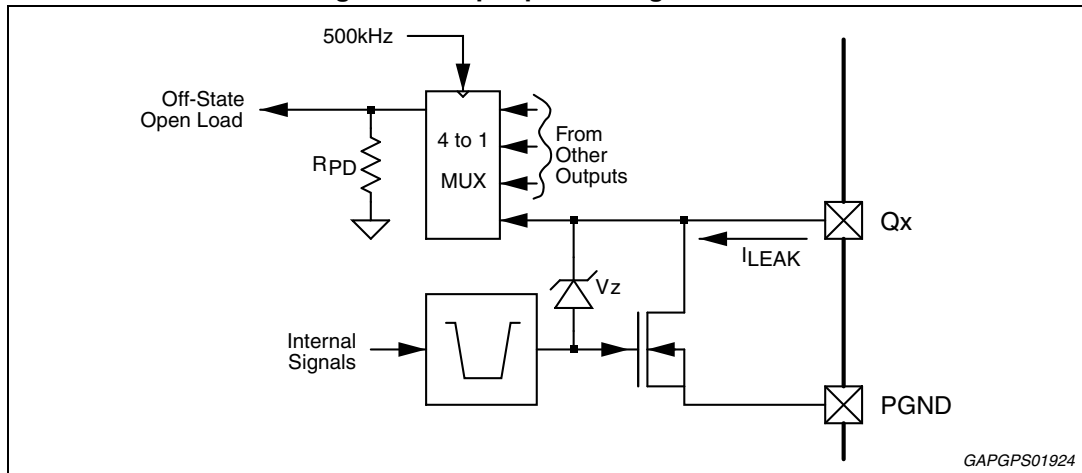 500kHz
Off-State
Open Load
4 to 1
MUX
From
Other
Outputs
RPD
Qx
ILEAK
Vz
Internal
Signals
PGND
GAPGPS01924